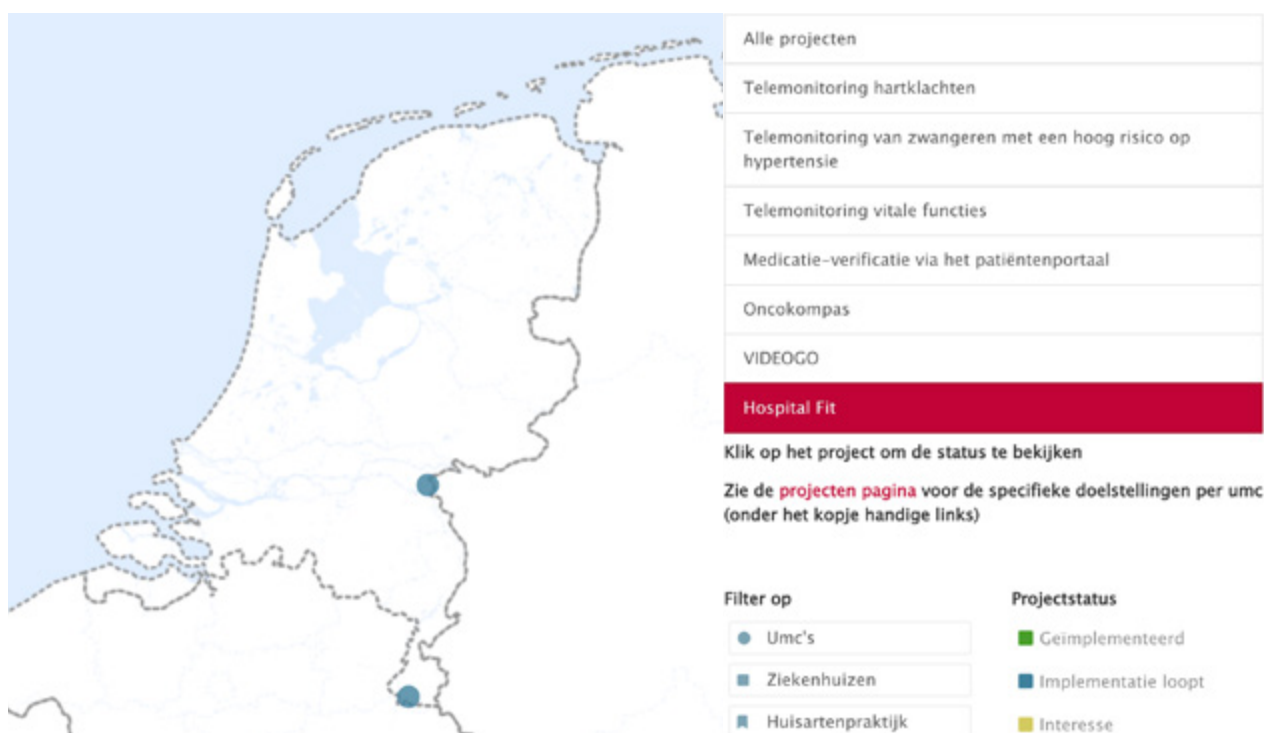 Alle projecten
Telemonitoring hartklachten
Telemonitoring van zwangeren met een hoog risico op
hypertensie
Telemonitoring vitale functies
Medicatie-verificatie via het patiëntenportaal
Oncokompas
VIDEOGO
Hospital Fit
Klik op het project om de status te bekijken
Zie de projecten pagina voor de specifieke doelstellingen per umc
(onder het kopje handige links)
Filter op
Umc's
Ziekenhuizen
Huisartenpraktijk
Projectstatus
Geïmplementeerd
Implementatie loopt
Interesse